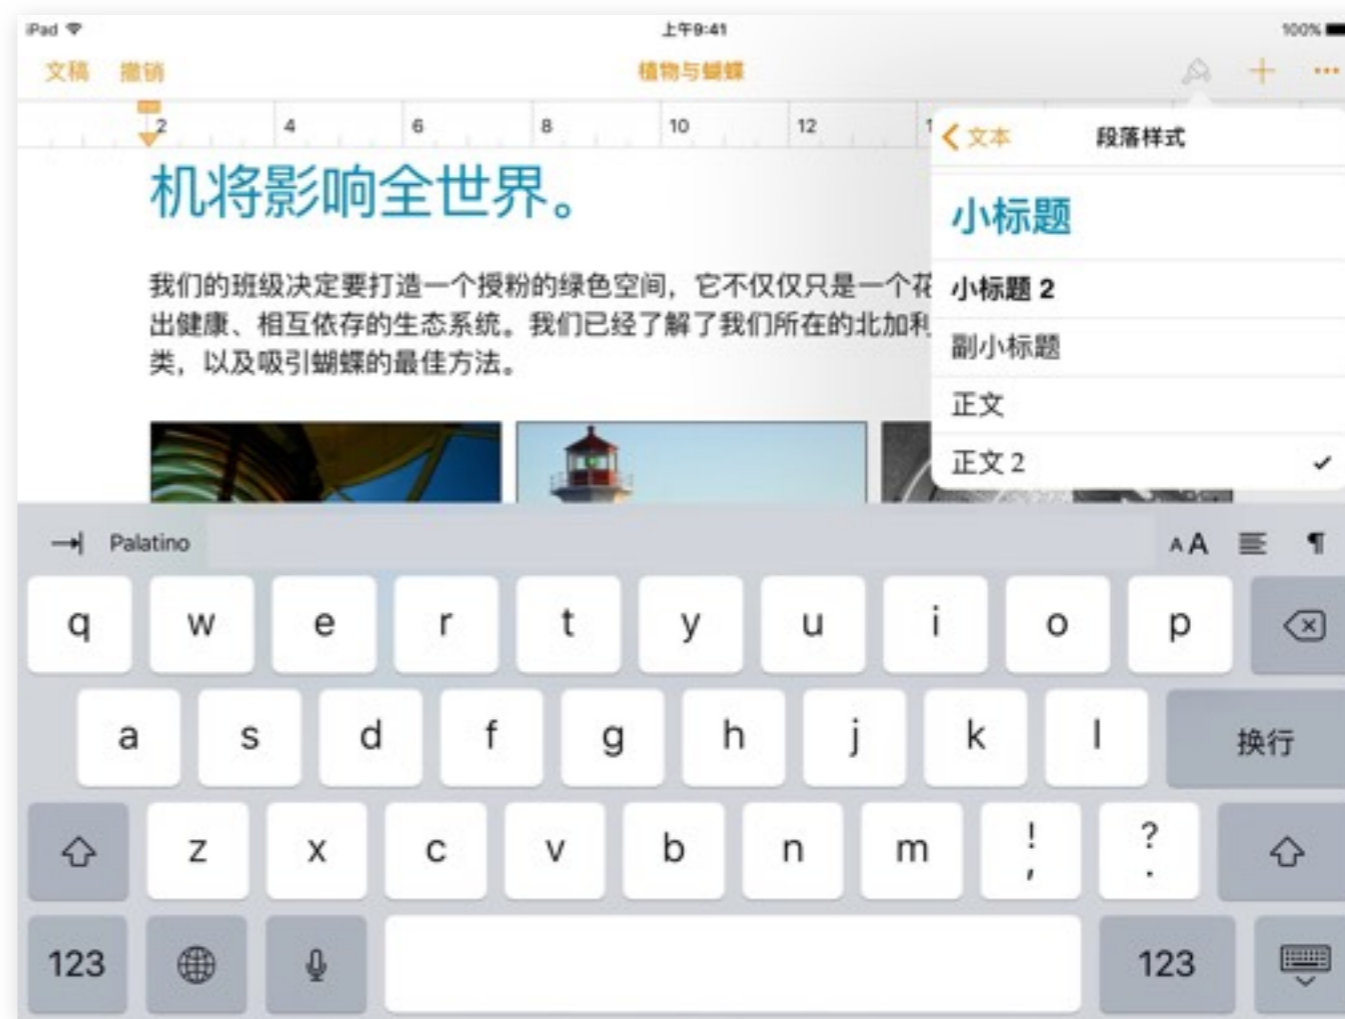 iPad 上午9:41 100%
文稿 撤销 植物与蝴蝶
2 4 6 8 10 12
文本 段落样式
机将影响全世界。
小标题
小标题 2
副小标题
正文
正文 2
我们的班级决定要打造一个授粉的绿色空间，它不仅仅只是一个花
出健康、相互依存的生态系统。我们已经了解了我们所在的北加利
类，以及吸引蝴蝶的最佳方法。
Palatino AA ¶
q w e r t y u i o p
a s d f g h j k l 换行
z x c v b n m ! , ? .
123 123